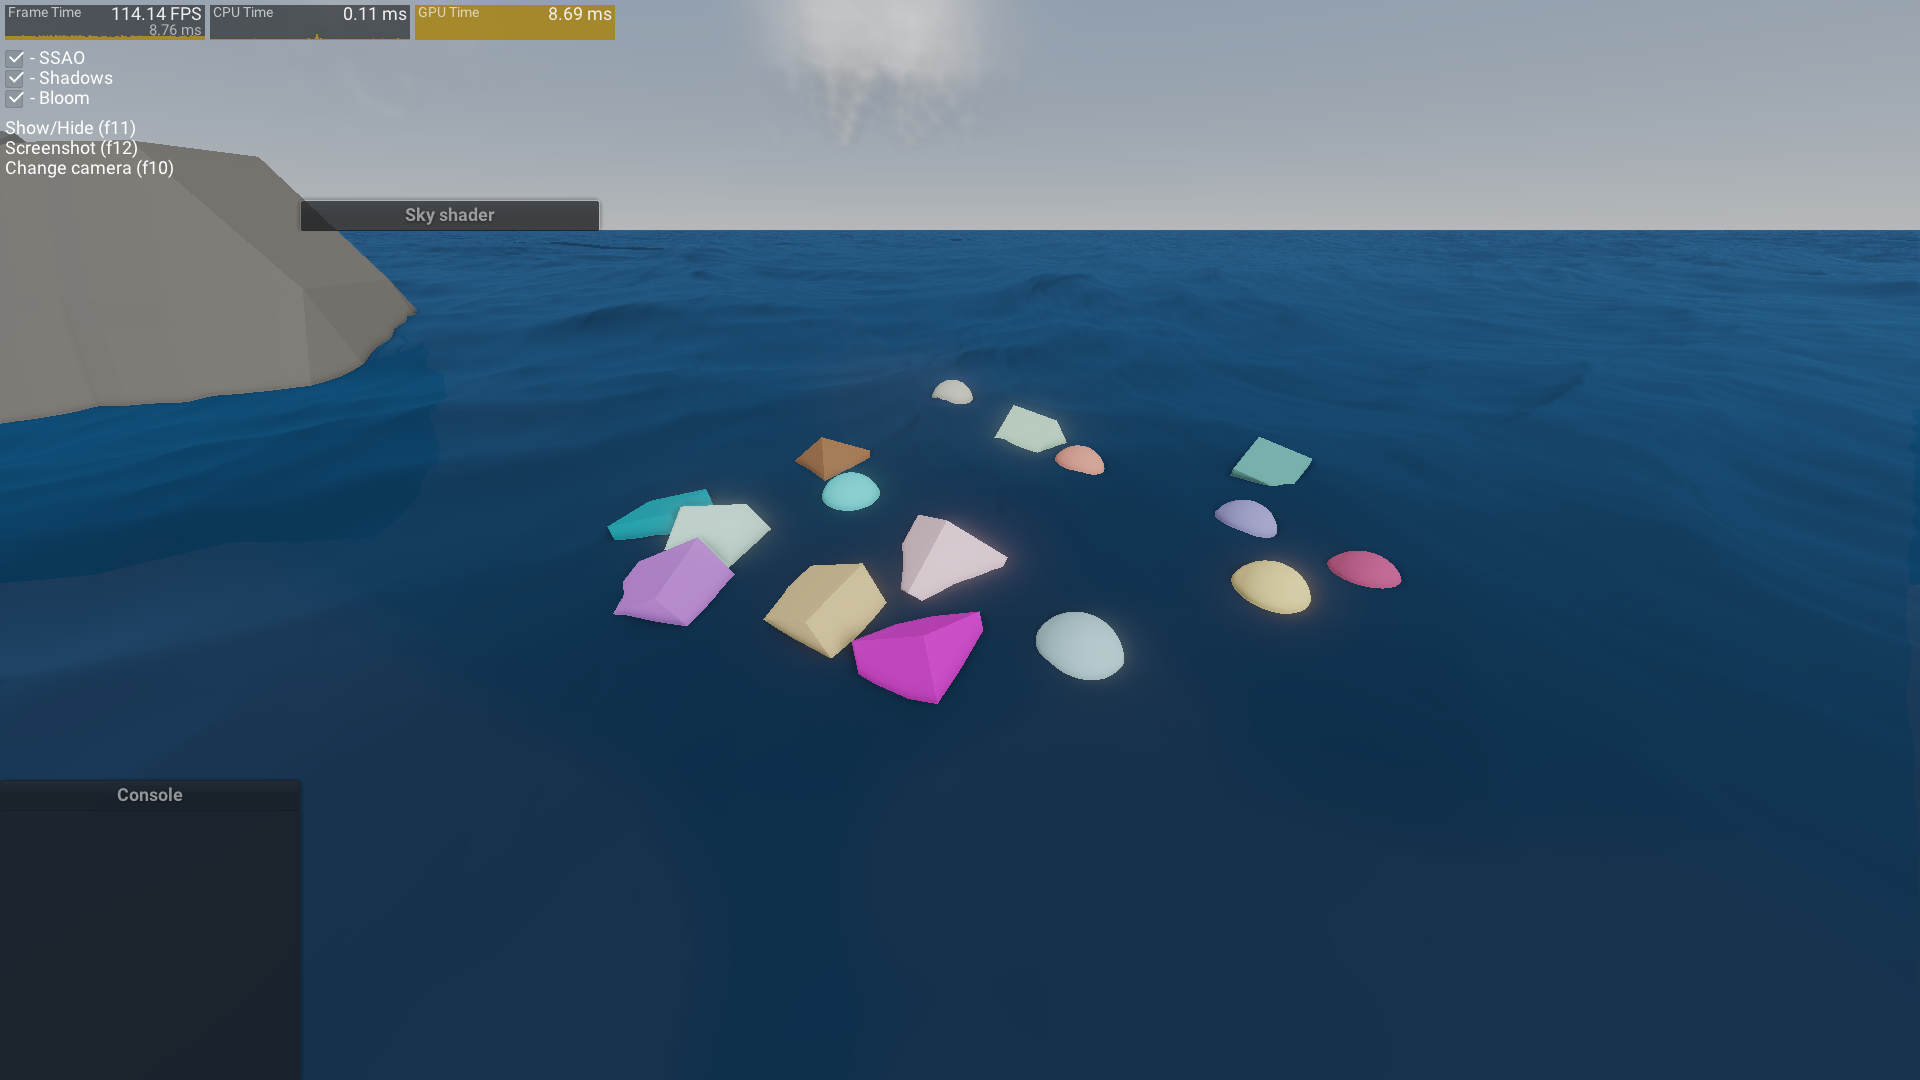 Frame Time 114.14 FPS
8.76 ms
CPU Time 0.11 ms
GPU Time 8.69 ms
- SSAO
- Shadows
- Bloom
Show/Hide (f11)
Screenshot (f12)
Change camera (f10)
Sky shader
Console